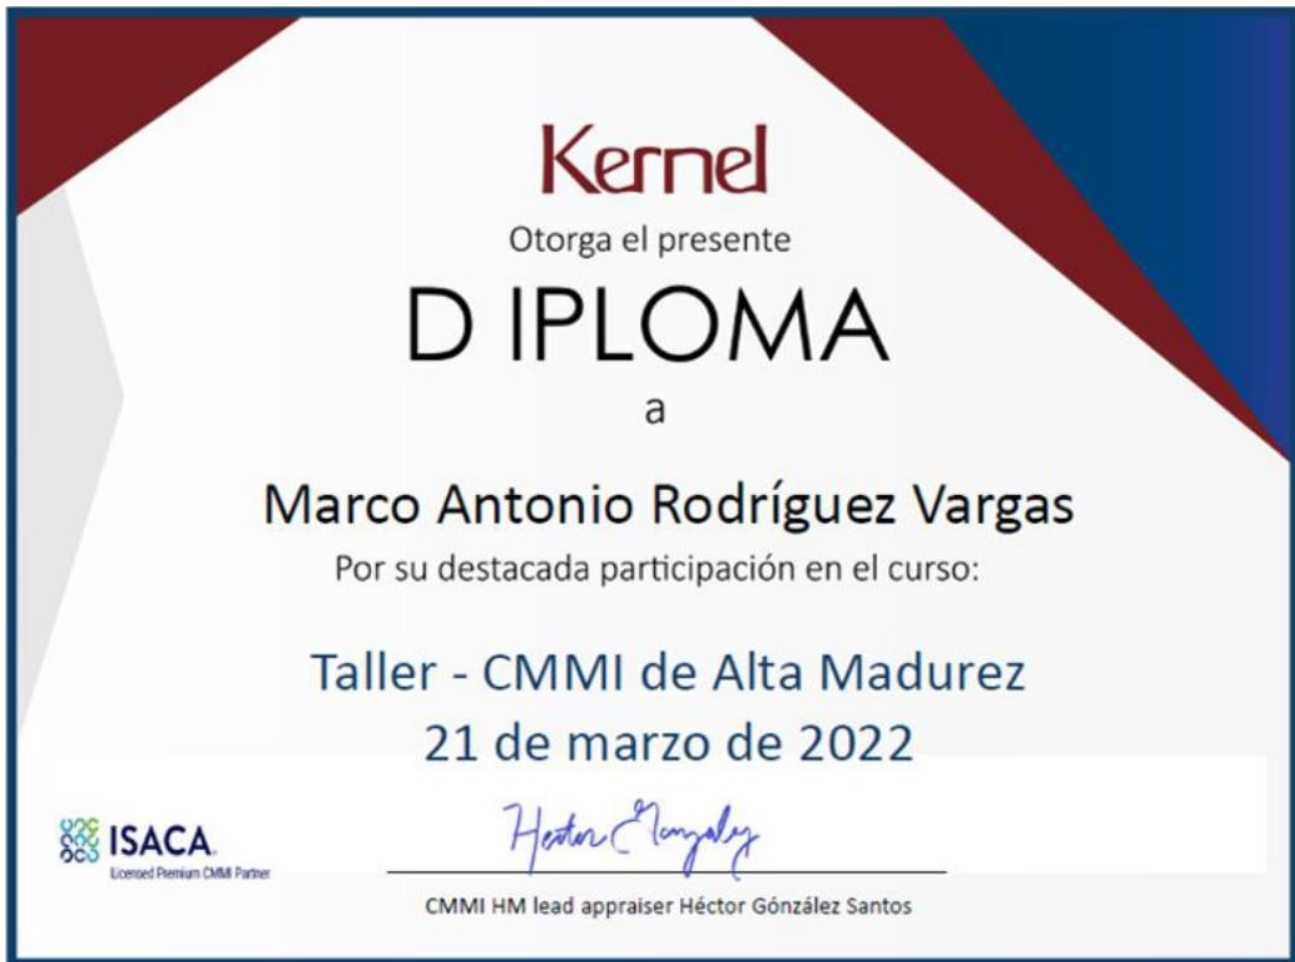 Kernel
Otorga el presente
D IPLOMA
a
Marco Antonio Rodríguez Vargas
Por su destacada participación en el curso:
Taller - CMMI de Alta Madurez
21 de marzo de 2022
Hector Gonzalez
ISACA.
Licensed Premium CMMI Partner
CMMI HM lead appraiser Héctor Gónzález Santos